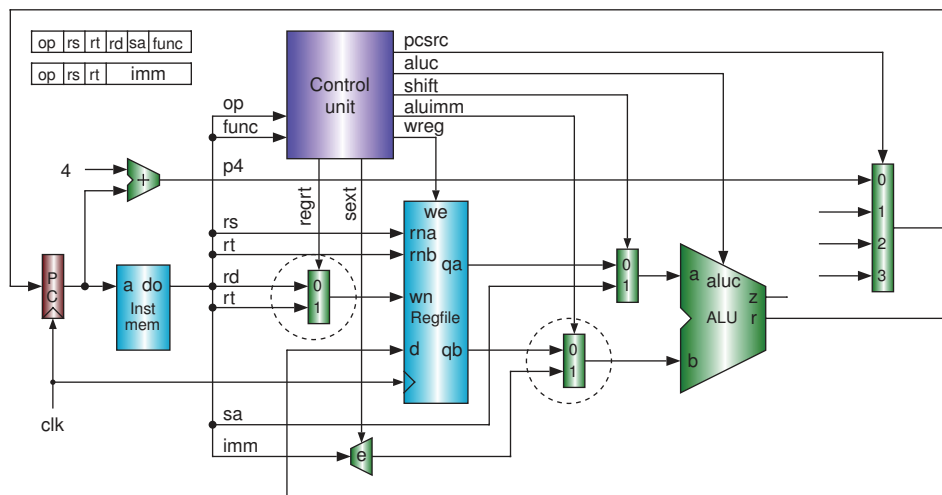 op rs rt rd sa func
op rs rt imm
Control unit
pcsrc
aluc
shift
aluimm
wreg
op
func
regrt
sext
4
+
p4
0
1
2
3
we
rs
rna
rt
rnb
qa
0
1
a
aluc
z
ALU
r
b
PC
a do
Inst mem
rd
rt
0
1
wn
Regfile
d
qb
0
1
clk
sa
imm
e